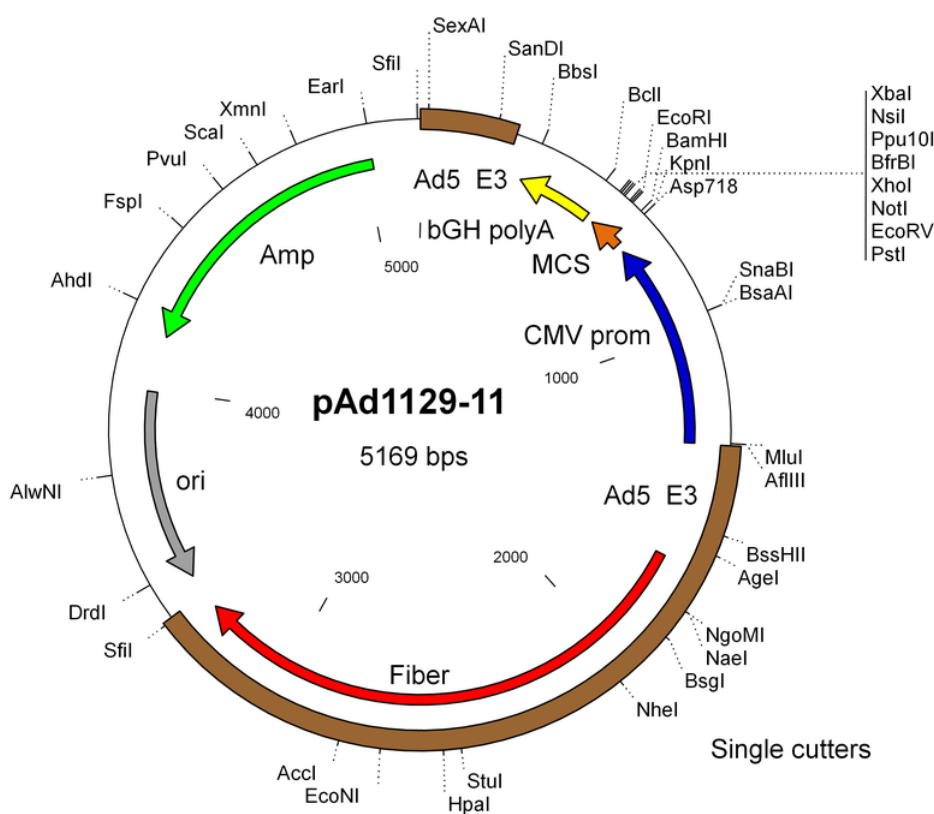 SexAI
SanDI
BbsI
SfiI
EarI
XmnI
ScaI
PvuI
FspI
AhdI
AlwNI
DrdI
SfiI
BclI
EcoRI
BamHI
KpnI
Asp718
XbaI
NsiI
Ppu10I
BfrBI
XhoI
NotI
EcoRV
PstI
SnaBI
BsaAI
MluI
AflIII
BssHII
AgeI
NgoMI
NaeI
BsgI
NheI
StuI
HpaI
EcoNI
AccI
Ad5 E3
bGH polyA
MCS
CMV prom
Amp
5000
1000
4000
pAd1129-11
5169 bps
ori
Ad5 E3
2000
3000
Fiber
Single cutters